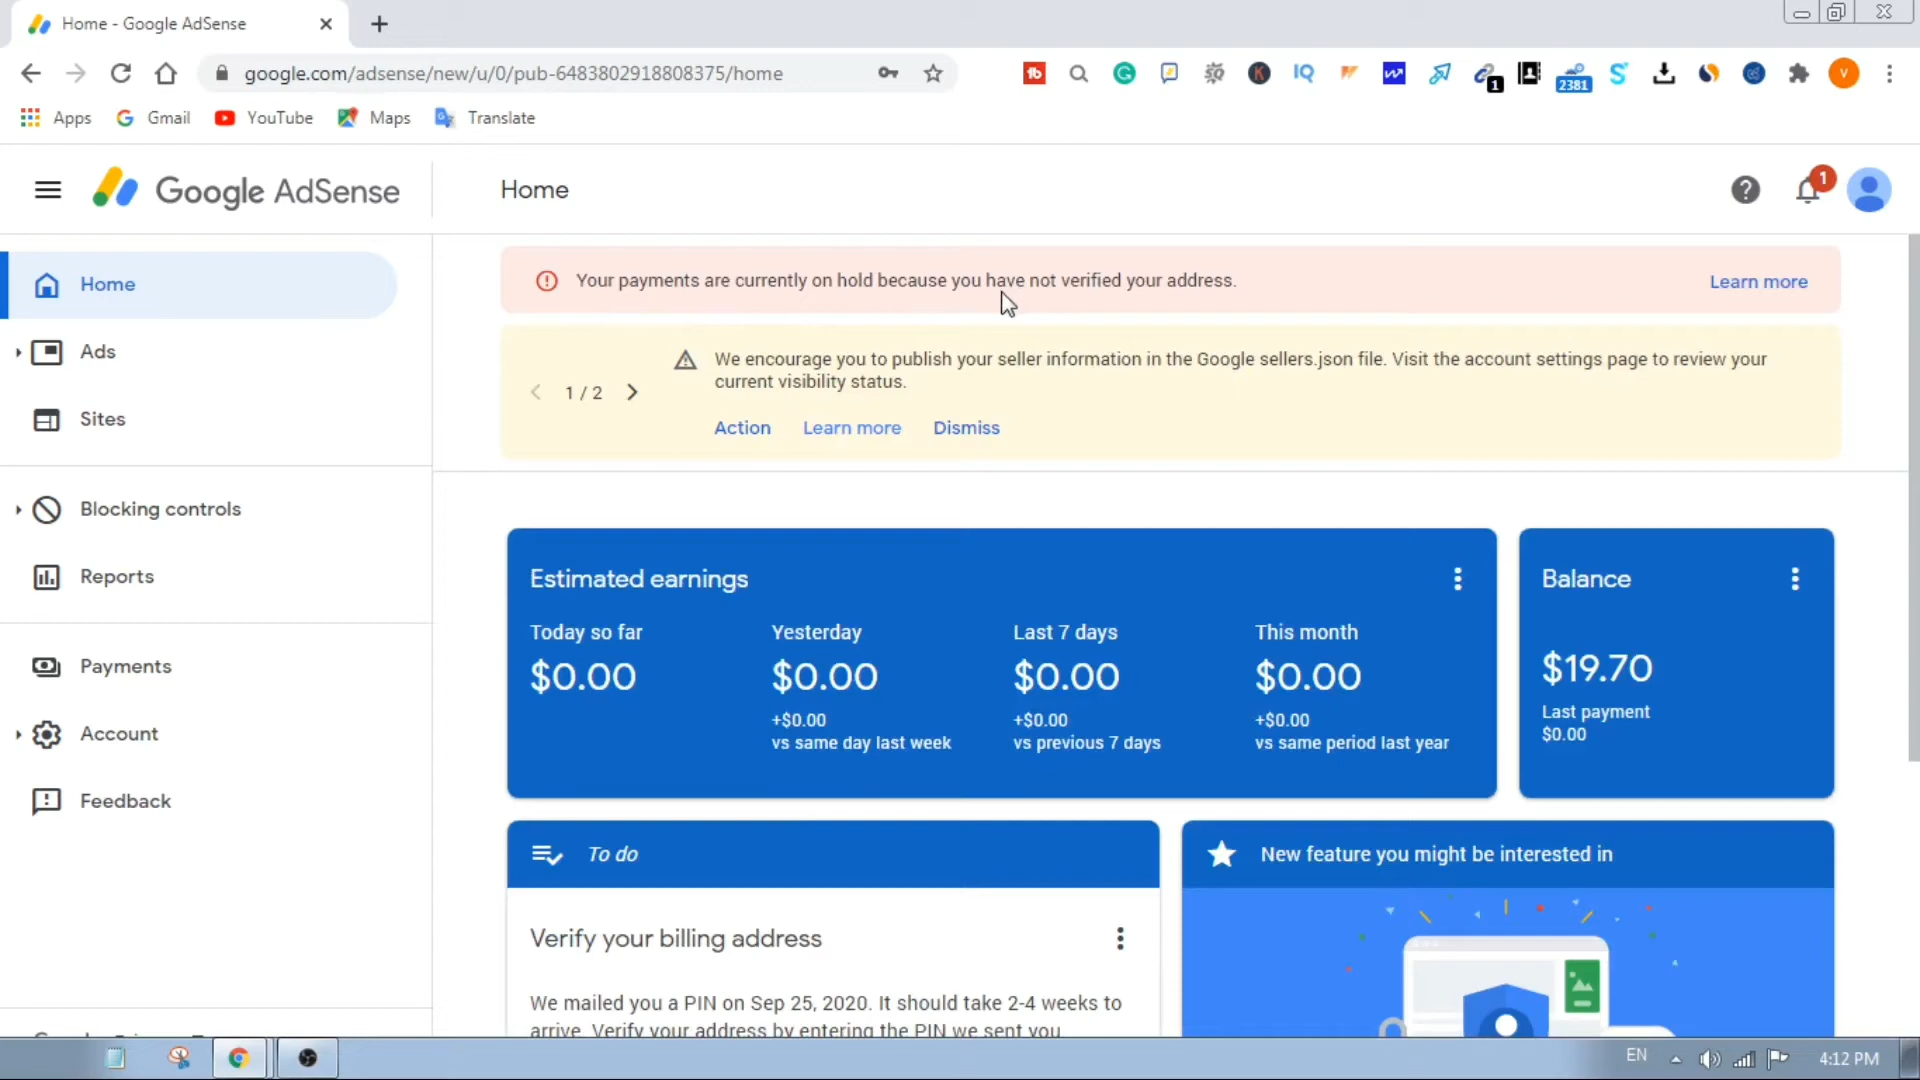 Home - Google AdSense
google.com/adsense/new/u/0/pub-6483802918808375/home
1
2381
V
Apps
Gmail
YouTube
Maps
Translate
Google AdSense
Home
1
Home
Ads
Sites
Blocking controls
Reports
Payments
Account
Feedback
Your payments are currently on hold because you have not verified your address.
Learn more
We encourage you to publish your seller information in the Google sellers.json file. Visit the account settings page to review your
current visibility status.
1 / 2
Action Learn more Dismiss
Estimated earnings
Today so far
$0.00
Yesterday
$0.00
+$0.00
vs same day last week
Last 7 days
$0.00
+$0.00
vs previous 7 days
This month
$0.00
+$0.00
vs same period last year
Balance
$19.70
Last payment
$0.00
To do
Verify your billing address
We mailed you a PIN on Sep 25, 2020. It should take 2-4 weeks to
arrive. Verify your address by entering the PIN we sent you
New feature you might be interested in
EN
4:12 PM